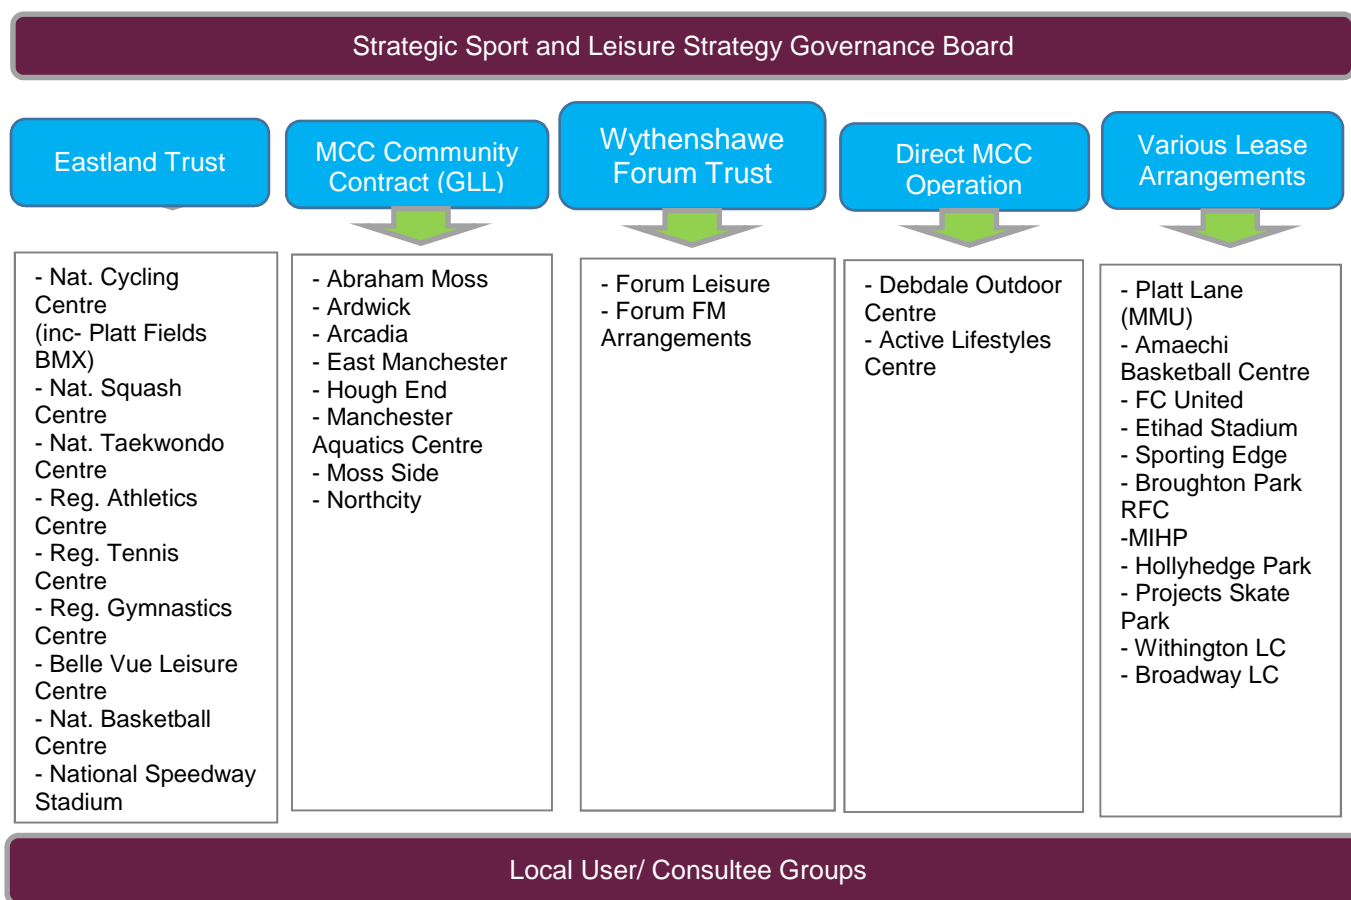 Strategic Sport and Leisure Strategy Governance Board
Eastland Trust
MCC Community
Contract (GLL)
Wythenshawe
Forum Trust
Direct MCC
Operation
Various Lease
Arrangements
- Nat. Cycling
Centre
(inc- Platt Fields
BMX)
- Nat. Squash
Centre
- Nat. Taekwondo
Centre
- Reg. Athletics
Centre
- Reg. Tennis
Centre
- Reg. Gymnastics
Centre
- Belle Vue Leisure
Centre
- Nat. Basketball
Centre
- National Speedway
Stadium
- Abraham Moss
- Ardwick
- Arcadia
- East Manchester
- Hough End
- Manchester
Aquatics Centre
- Moss Side
- Northcity
- Forum Leisure
- Forum FM
Arrangements
- Debdale Outdoor
Centre
- Active Lifestyles
Centre
- Platt Lane
(MMU)
- Amaechi
Basketball Centre
- FC United
- Etihad Stadium
- Sporting Edge
- Broughton Park
RFC
-MIHP
- Hollyhedge Park
- Projects Skate
Park
- Withington LC
- Broadway LC
Local User/ Consultee Groups